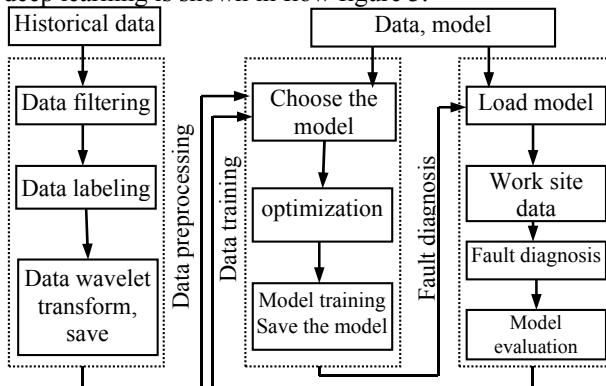 deep learning is shown in flow figure 3.
Historical data
Data filtering
Data labeling
Data wavelet
transform,
save
Data preprocessing
Data training
Data, model
Choose the
model
optimization
Model training
Save the model
Fault diagnosis
Load model
Work site
data
Fault diagnosis
Model
evaluation